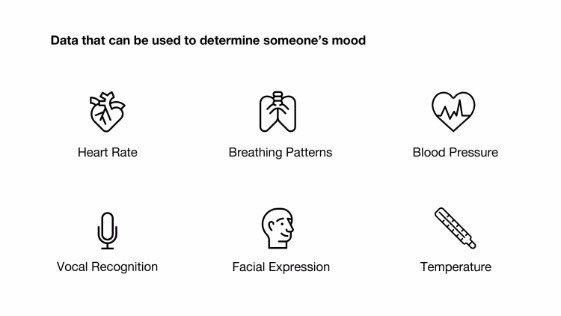 Data that can be used to determine someone’s mood
Heart Rate
Breathing Patterns
Blood Pressure
Vocal Recognition
Facial Expression
Temperature